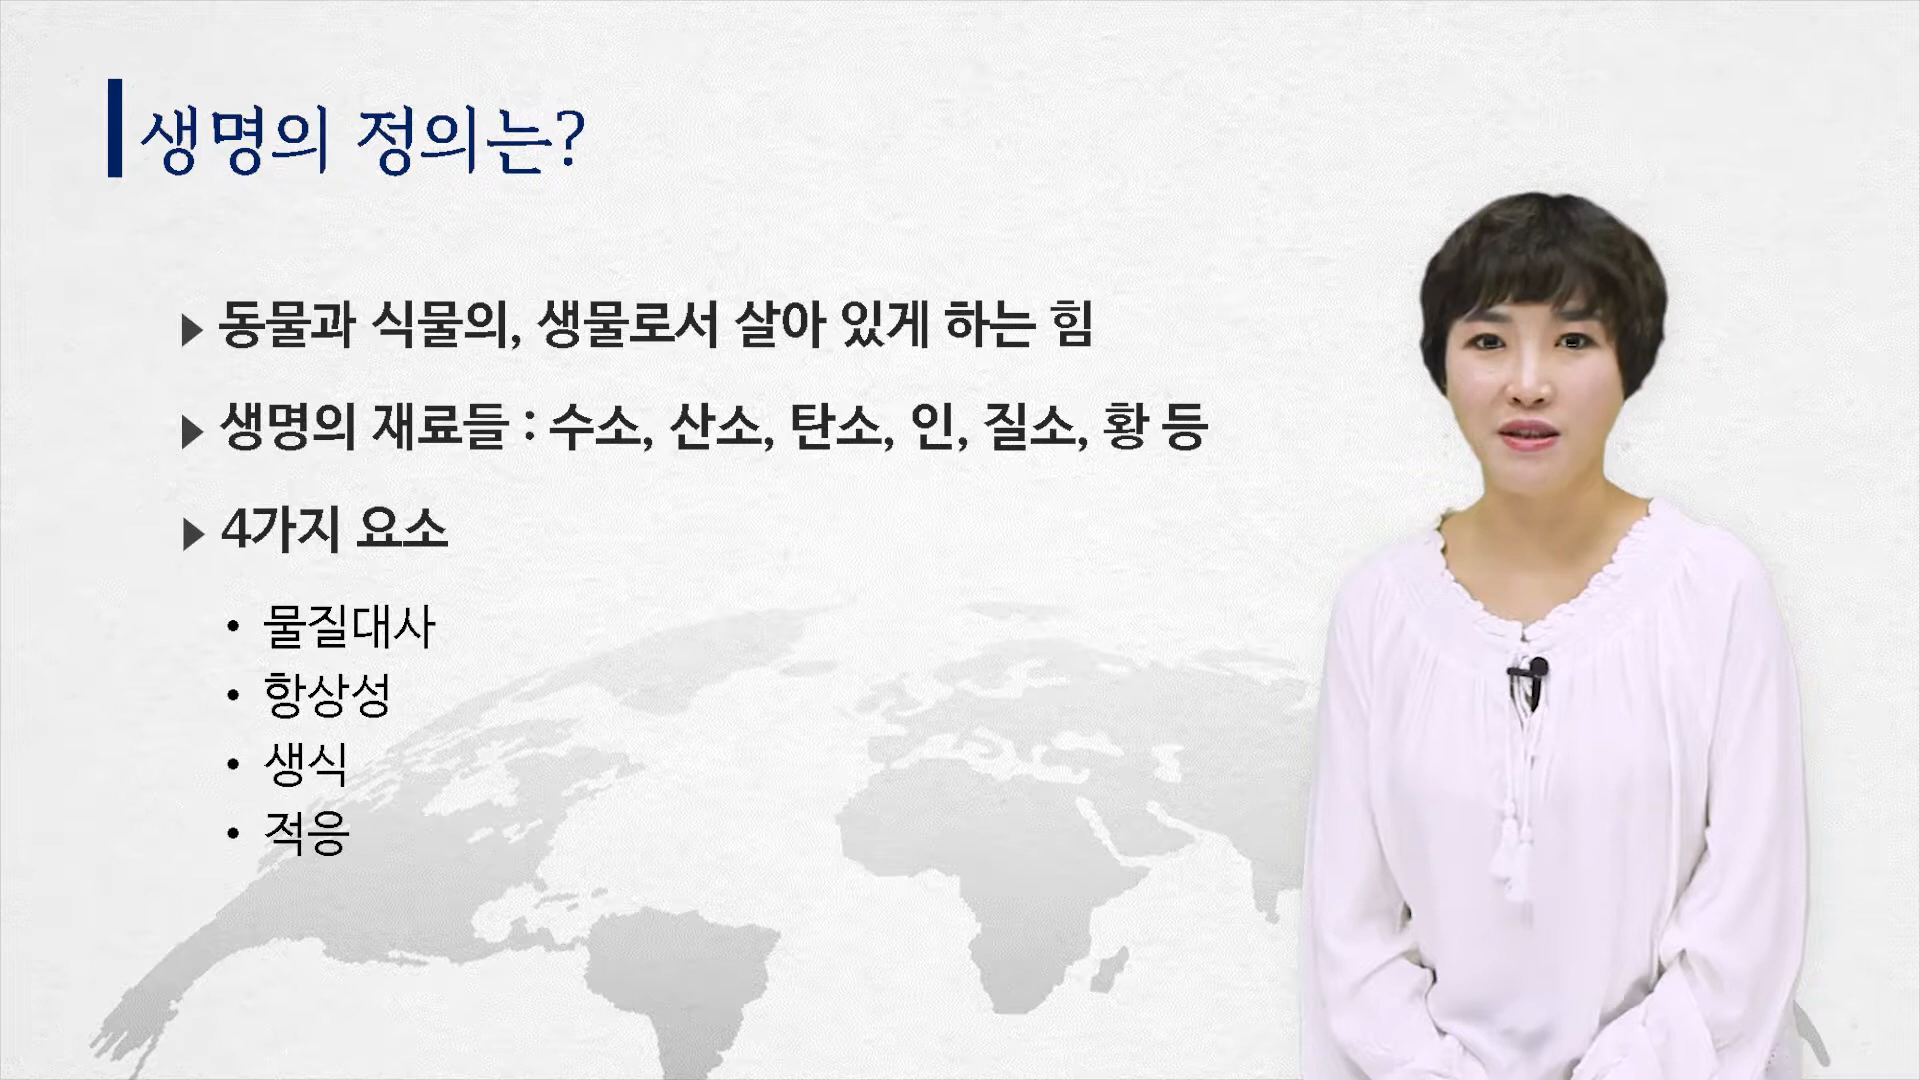 생명의 정의는?
▶ 동물과 식물의, 생물로서 살아 있게 하는 힘
▶ 생명의 재료들 : 수소, 산소, 탄소, 인, 질소, 황 등
▶ 4가지 요소
• 물질대사
• 항상성
• 생식
• 적응